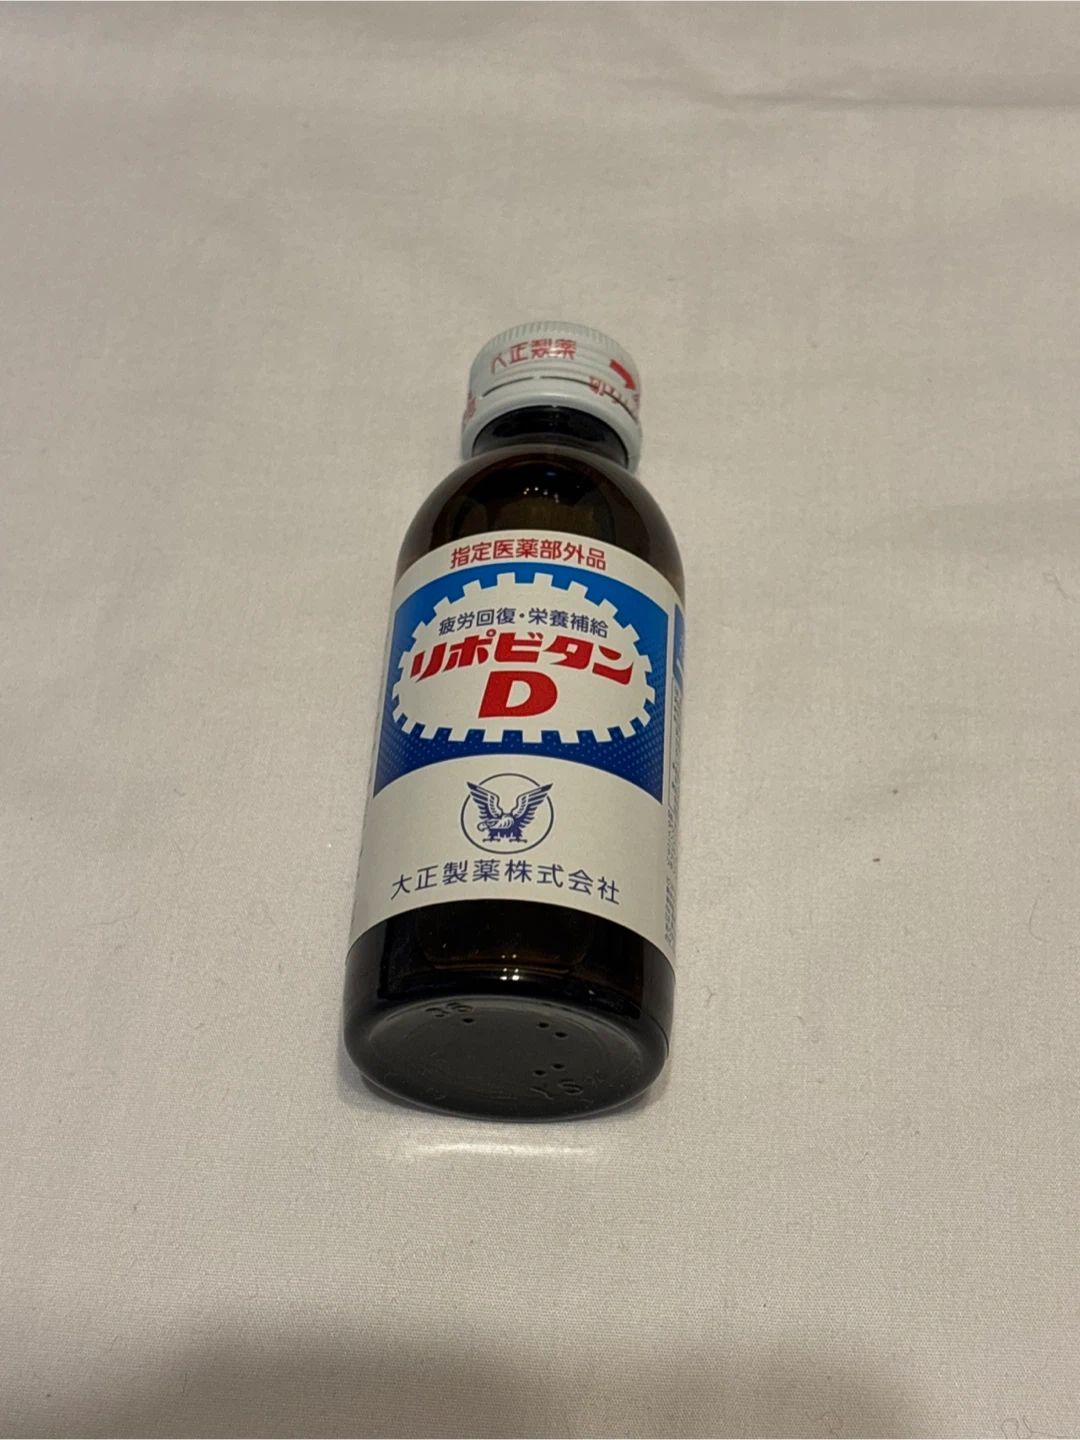 大正製薬
指定医薬部外品
疲労回復・栄養補給
リポビタン
D
大正製薬株式会社